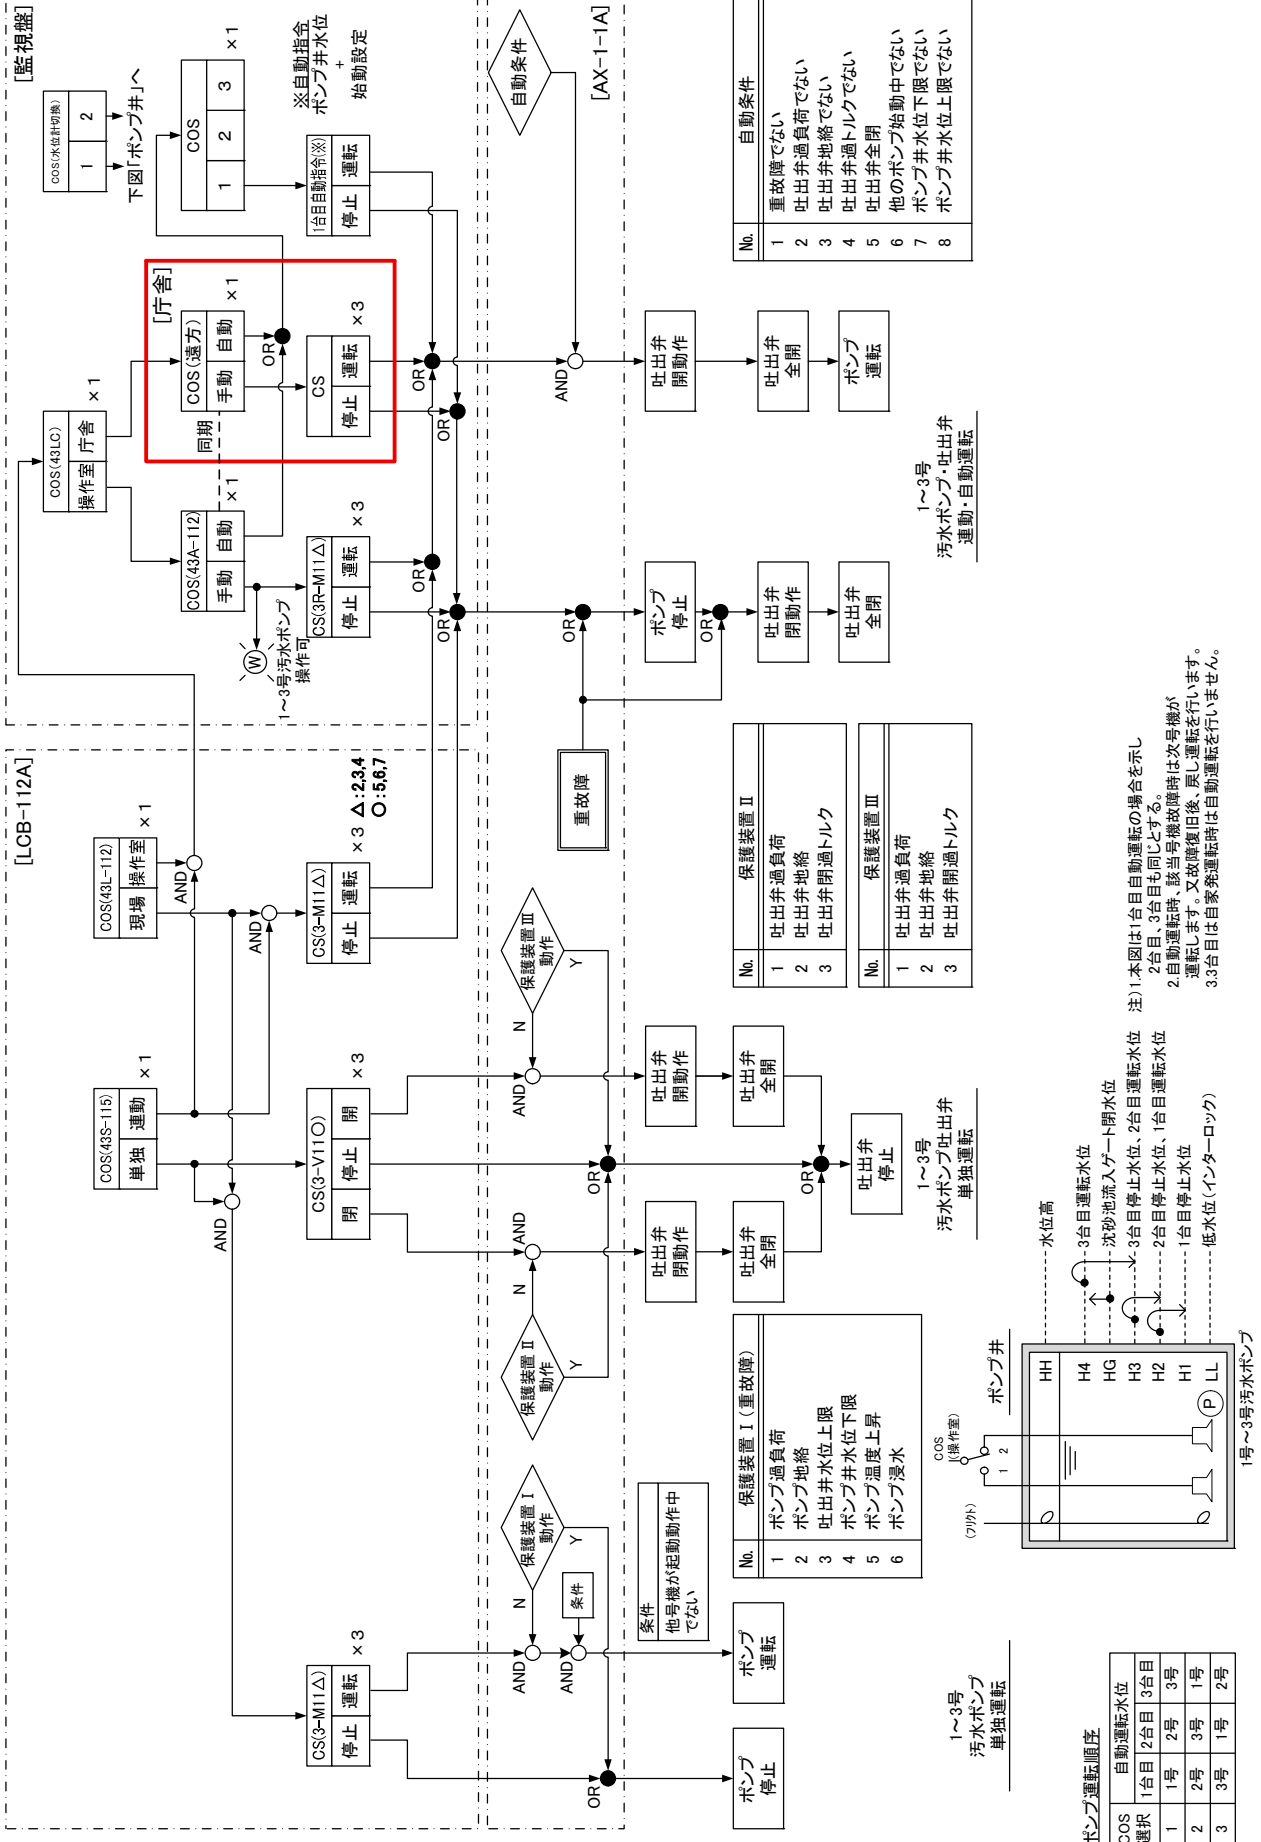 [LCB-112A]
COS(43S-115)
単独
連動
×1
COS(43L-112)
現場
操作室
×1
AND
AND
AND
CS(3-M11△)
停止
運転
×3
CS(3-V11○)
閉
停止
開
×3
CS(3-M11△)
停止
運転
×3
△:2,3,4
○:5,6,7
[監視盤]
COS(43LC)
操作室
庁舎
×1
COS(水位計切換)
1
2
下図「ポンプ井」へ
COS(43A-112)
手動
自動
×1
同期
[庁舎]
COS(遠方)
手動
自動
×1
OR
COS
1
2
3
×1
W
1~3号汚水ポンプ
操作可
CS(3R-M11△)
停止
運転
×3
CS
停止
運転
×3
1台目自動指令(※)
停止
運転
※自動指令
ポンプ井水位
+
始動設定
OR
OR
OR
OR
[AX-1-1A]
保護装置Ⅰ
動作
N
Y
AND
AND
条件
OR
保護装置Ⅱ
動作
N
Y
AND
OR
保護装置Ⅲ
動作
N
Y
AND
重故障
OR
自動条件
AND
条件
他号機が起動動作中
でない
ポンプ
停止
ポンプ
運転
吐出弁
閉動作
吐出弁
全閉
吐出弁
開動作
吐出弁
全開
OR
吐出弁
停止
ポンプ
停止
OR
吐出弁
閉動作
吐出弁
全閉
吐出弁
開動作
吐出弁
全開
ポンプ
運転
No. 保護装置Ⅰ(重故障)
1 ポンプ過負荷
2 ポンプ地絡
3 吐出井水位上限
4 ポンプ井水位下限
5 ポンプ温度上昇
6 ポンプ浸水
No. 保護装置Ⅱ
1 吐出弁過負荷
2 吐出弁地絡
3 吐出弁閉過トルク
No. 保護装置Ⅲ
1 吐出弁過負荷
2 吐出弁地絡
3 吐出弁開過トルク
No. 自動条件
1 重故障でない
2 吐出弁過負荷でない
3 吐出弁地絡でない
4 吐出弁過トルクでない
5 吐出弁全閉
6 他のポンプ始動中でない
7 ポンプ井水位下限でない
8 ポンプ井水位上限でない
1~3号
汚水ポンプ
単独運転
1~3号
汚水ポンプ吐出弁
単独運転
1~3号
汚水ポンプ・吐出弁
連動・自動運転
ポンプ運転順序
COS
選択
自動運転水位
1台目 2台目 3台目
1 1号 2号 3号
2 2号 3号 1号
3 3号 1号 2号
ポンプ井
COS
(操作室)
1 2
(フリクト)
HH
H4
HG
H3
H2
H1
LL
P
1号~3号汚水ポンプ
水位高
3台目運転水位
沈砂池流入ゲート閉水位
3台目停止水位、2台目運転水位
2台目停止水位、1台目運転水位
1台目停止水位
低水位(インターロック)
注)1.本図は1台目自動運転の場合を示し
2台目、3台目も同じとする。
2.自動運転時、該当号機故障時は次号機が
運転します。又故障復旧後、戻し運転を行います。
3.3台目は自家発運転時は自動運転を行いません。